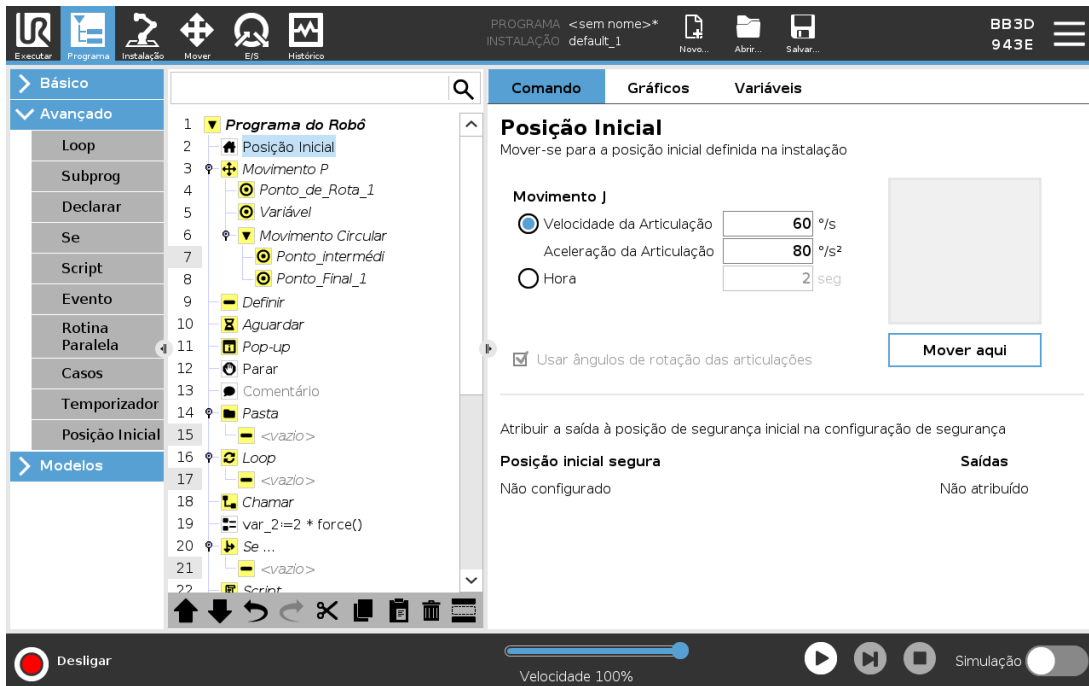 PROGRAMA <sem nome>*
INSTALAÇÃO default_1
BB3D
943E
Executar
Programa
Instalação
Mover
E/S
Histórico
Novo...
Abrir...
Salvar...
Básico
Avançado
Loop
Subprog
Declarar
Se
Script
Evento
Rotina
Paralela
Casos
Temporizador
Posição Inicial
Modelos
1 Programa do Robô
2 Posição Inicial
3 Movimento P
4 Ponto_de_Rota_1
5 Variável
6 Movimento Circular
7 Ponto_intermédi
8 Ponto_Final_1
9 Definir
10 Aguardar
11 Pop-up
12 Parar
13 Comentário
14 Pasta
15 <vazio>
16 Loop
17 <vazio>
18 Chamar
19 var_2:=2 * force()
20 Se ...
21 <vazio>
22 Script
Comando Gráficos Variáveis
Posição Inicial
Mover-se para a posição inicial definida na instalação
Movimento J
Velocidade da Articulação 60 °/s
Aceleração da Articulação 80 °/s²
Hora 2 seg
Mover aqui
Usar ângulos de rotação das articulações
Atribuir a saída à posição de segurança inicial na configuração de segurança
Posição inicial segura Saídas
Não configurado Não atribuído
Desligar
Velocidade 100%
Simulação